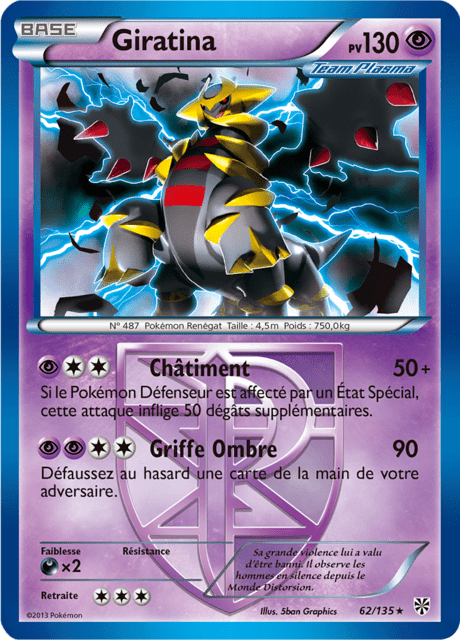 BASE Giratina PV130
Team Plasma
N° 487 Pokémon Renégat Taille : 4,5m Poids : 750,0kg
Châtiment 50+
Si le Pokémon Défenseur est affecté par un État Spécial,
cette attaque inflige 50 dégâts supplémentaires.
Griffe Ombre 90
Défaussez au hasard une carte de la main de votre
adversaire.
Faiblesse Résistance
×2
Retraite
Sa grande violence lui a valu
d'être banni. Il observe les
hommes en silence depuis le
Monde Distorsion.
©2013 Pokémon Illus. 5ban Graphics 62/135★